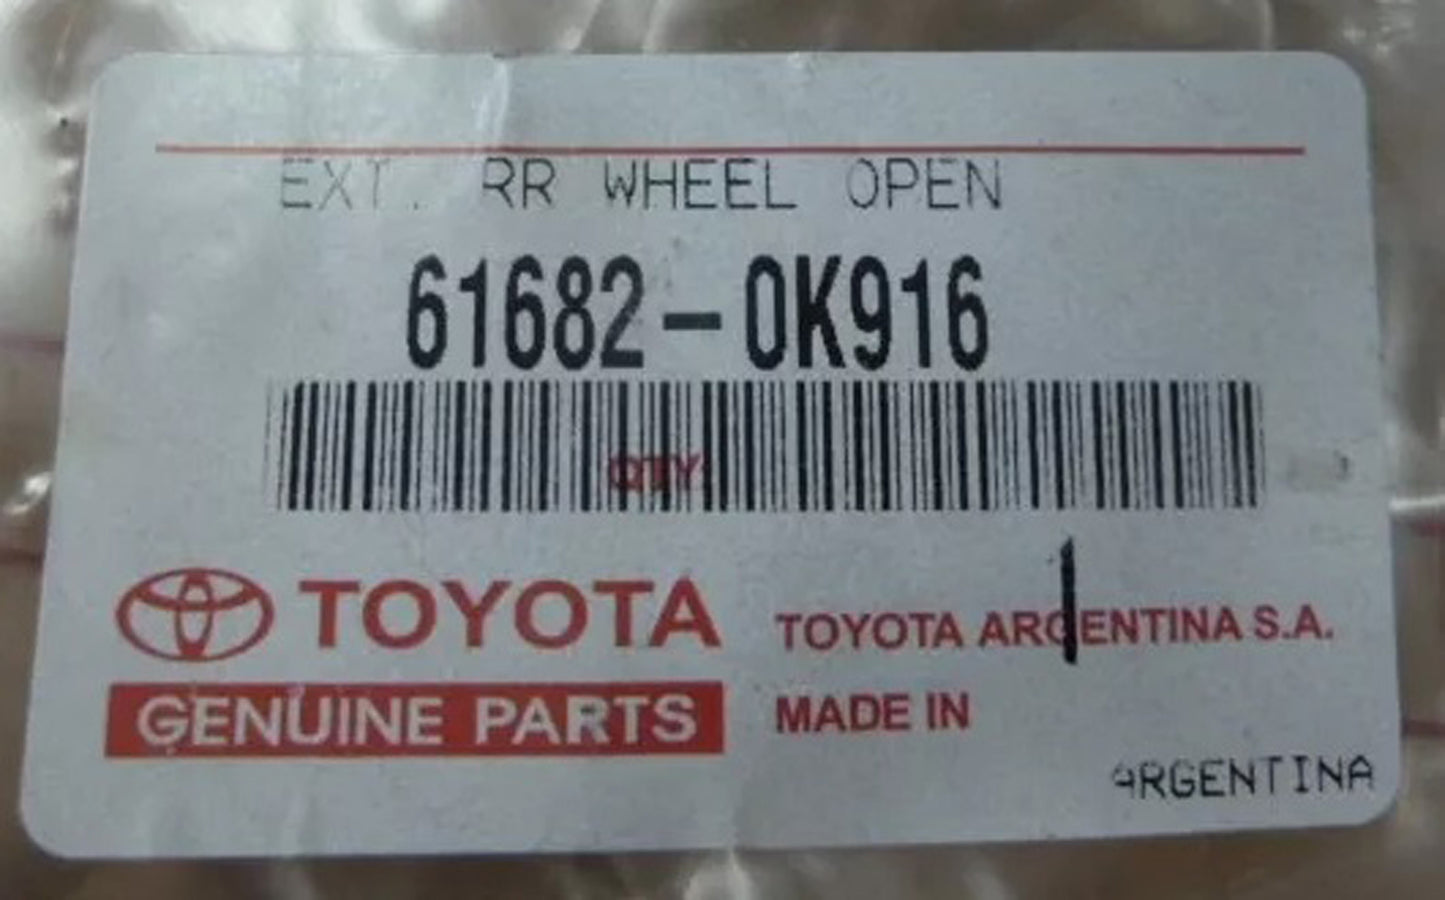 EXT. RR WHEEL OPEN
61682-0K916
QTY:
TOYOTA
GENUINE PARTS
TOYOTA ARGENTINA S.A.
MADE IN
ARGENTINA